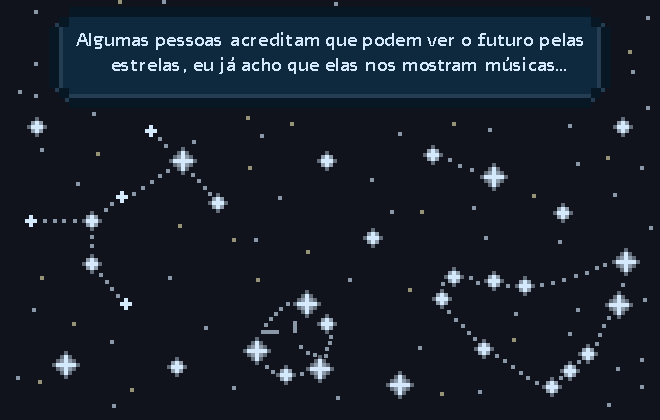 Algumas pessoas acreditam que podem ver o futuro pelas
estrelas, eu já acho que elas nos mostram músicas...